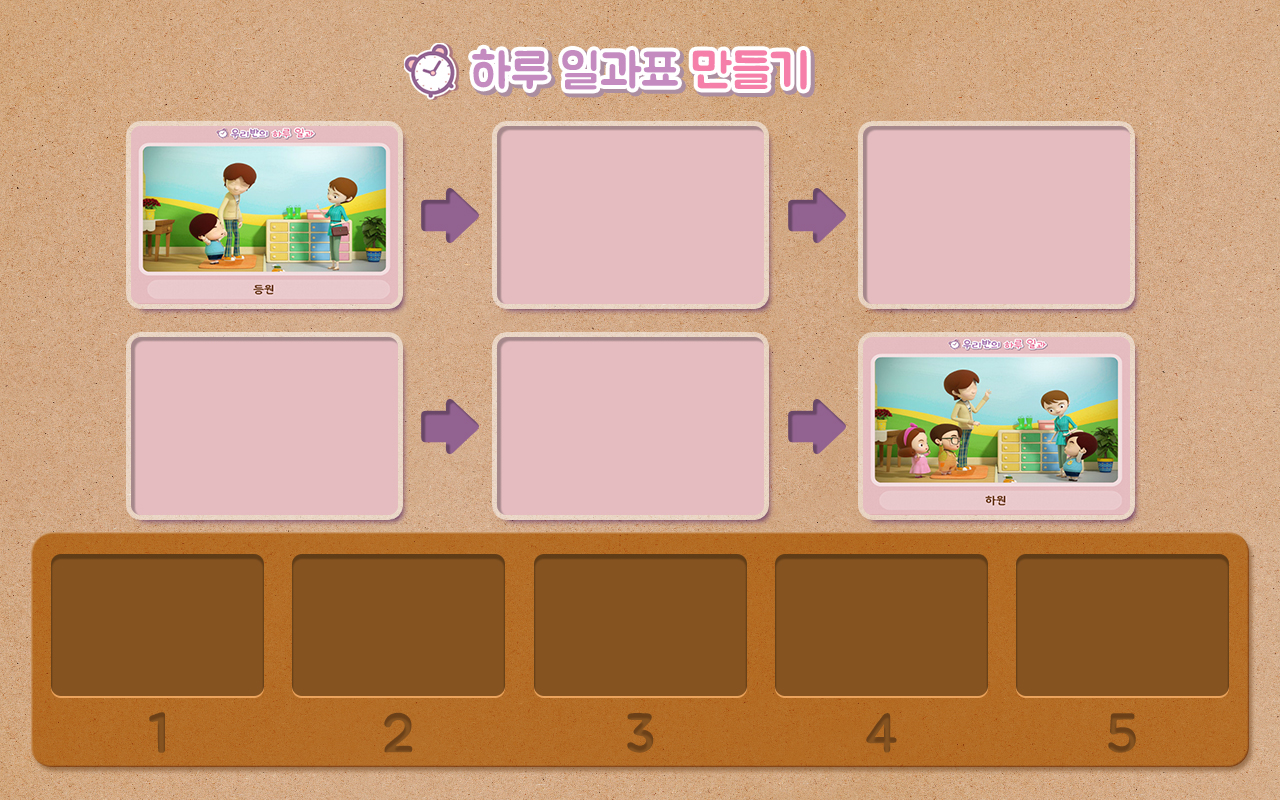 하루 일과표 만들기
우리반의 하루 일과
등원
우리반의 하루 일과
하원
1 2 3 4 5